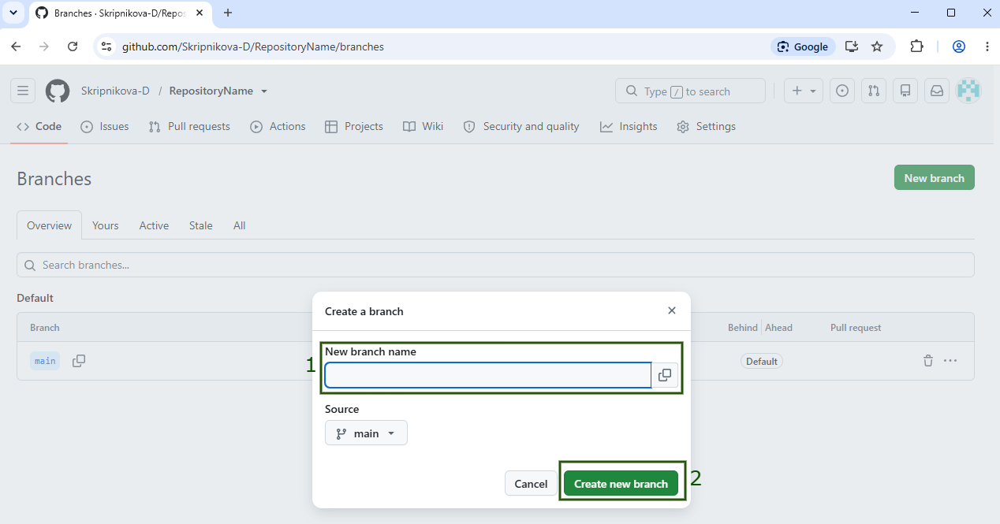 Branches · Skripnikova-D/Repos
github.com/Skripnikova-D/RepositoryName/branches
Google
Skripnikova-D / RepositoryName
Type / to search
Code Issues Pull requests Actions Projects Wiki Security and quality Insights Settings
Branches
New branch
Overview Yours Active Stale All
Search branches...
Default
Branch Behind Ahead Pull request
main Default
Create a branch
1 New branch name
Source
main
Cancel Create new branch 2